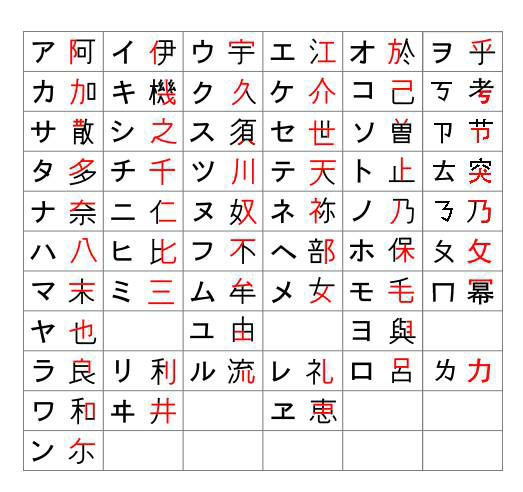 ア 阿 イ 伊 ウ 宇 エ 江 オ 於 ヲ 乎
カ 加 キ 機 ク 久 ケ 介 コ 己 ㄎ 考
サ 散 シ 之 ス 須 セ 世 ソ 曽 ㄗ 节
タ 多 チ 千 ツ 川 テ 天 ト 止 ㄊ 突
ナ 奈 ニ 仁 ヌ 奴 ネ 祢 ノ 乃 ㄋ 乃
ハ 八 ヒ 比 フ 不 ヘ 部 ホ 保 ㄆ 攵
マ 末 ミ 三 ム 牟 メ 女 モ 毛 ㄇ 冪
ヤ 也 ユ 由 ヨ 與
ラ 良 リ 利 ル 流 レ 礼 ロ 呂 ㄌ 力
ワ 和 ヰ 井 ヱ 恵
ン 尓